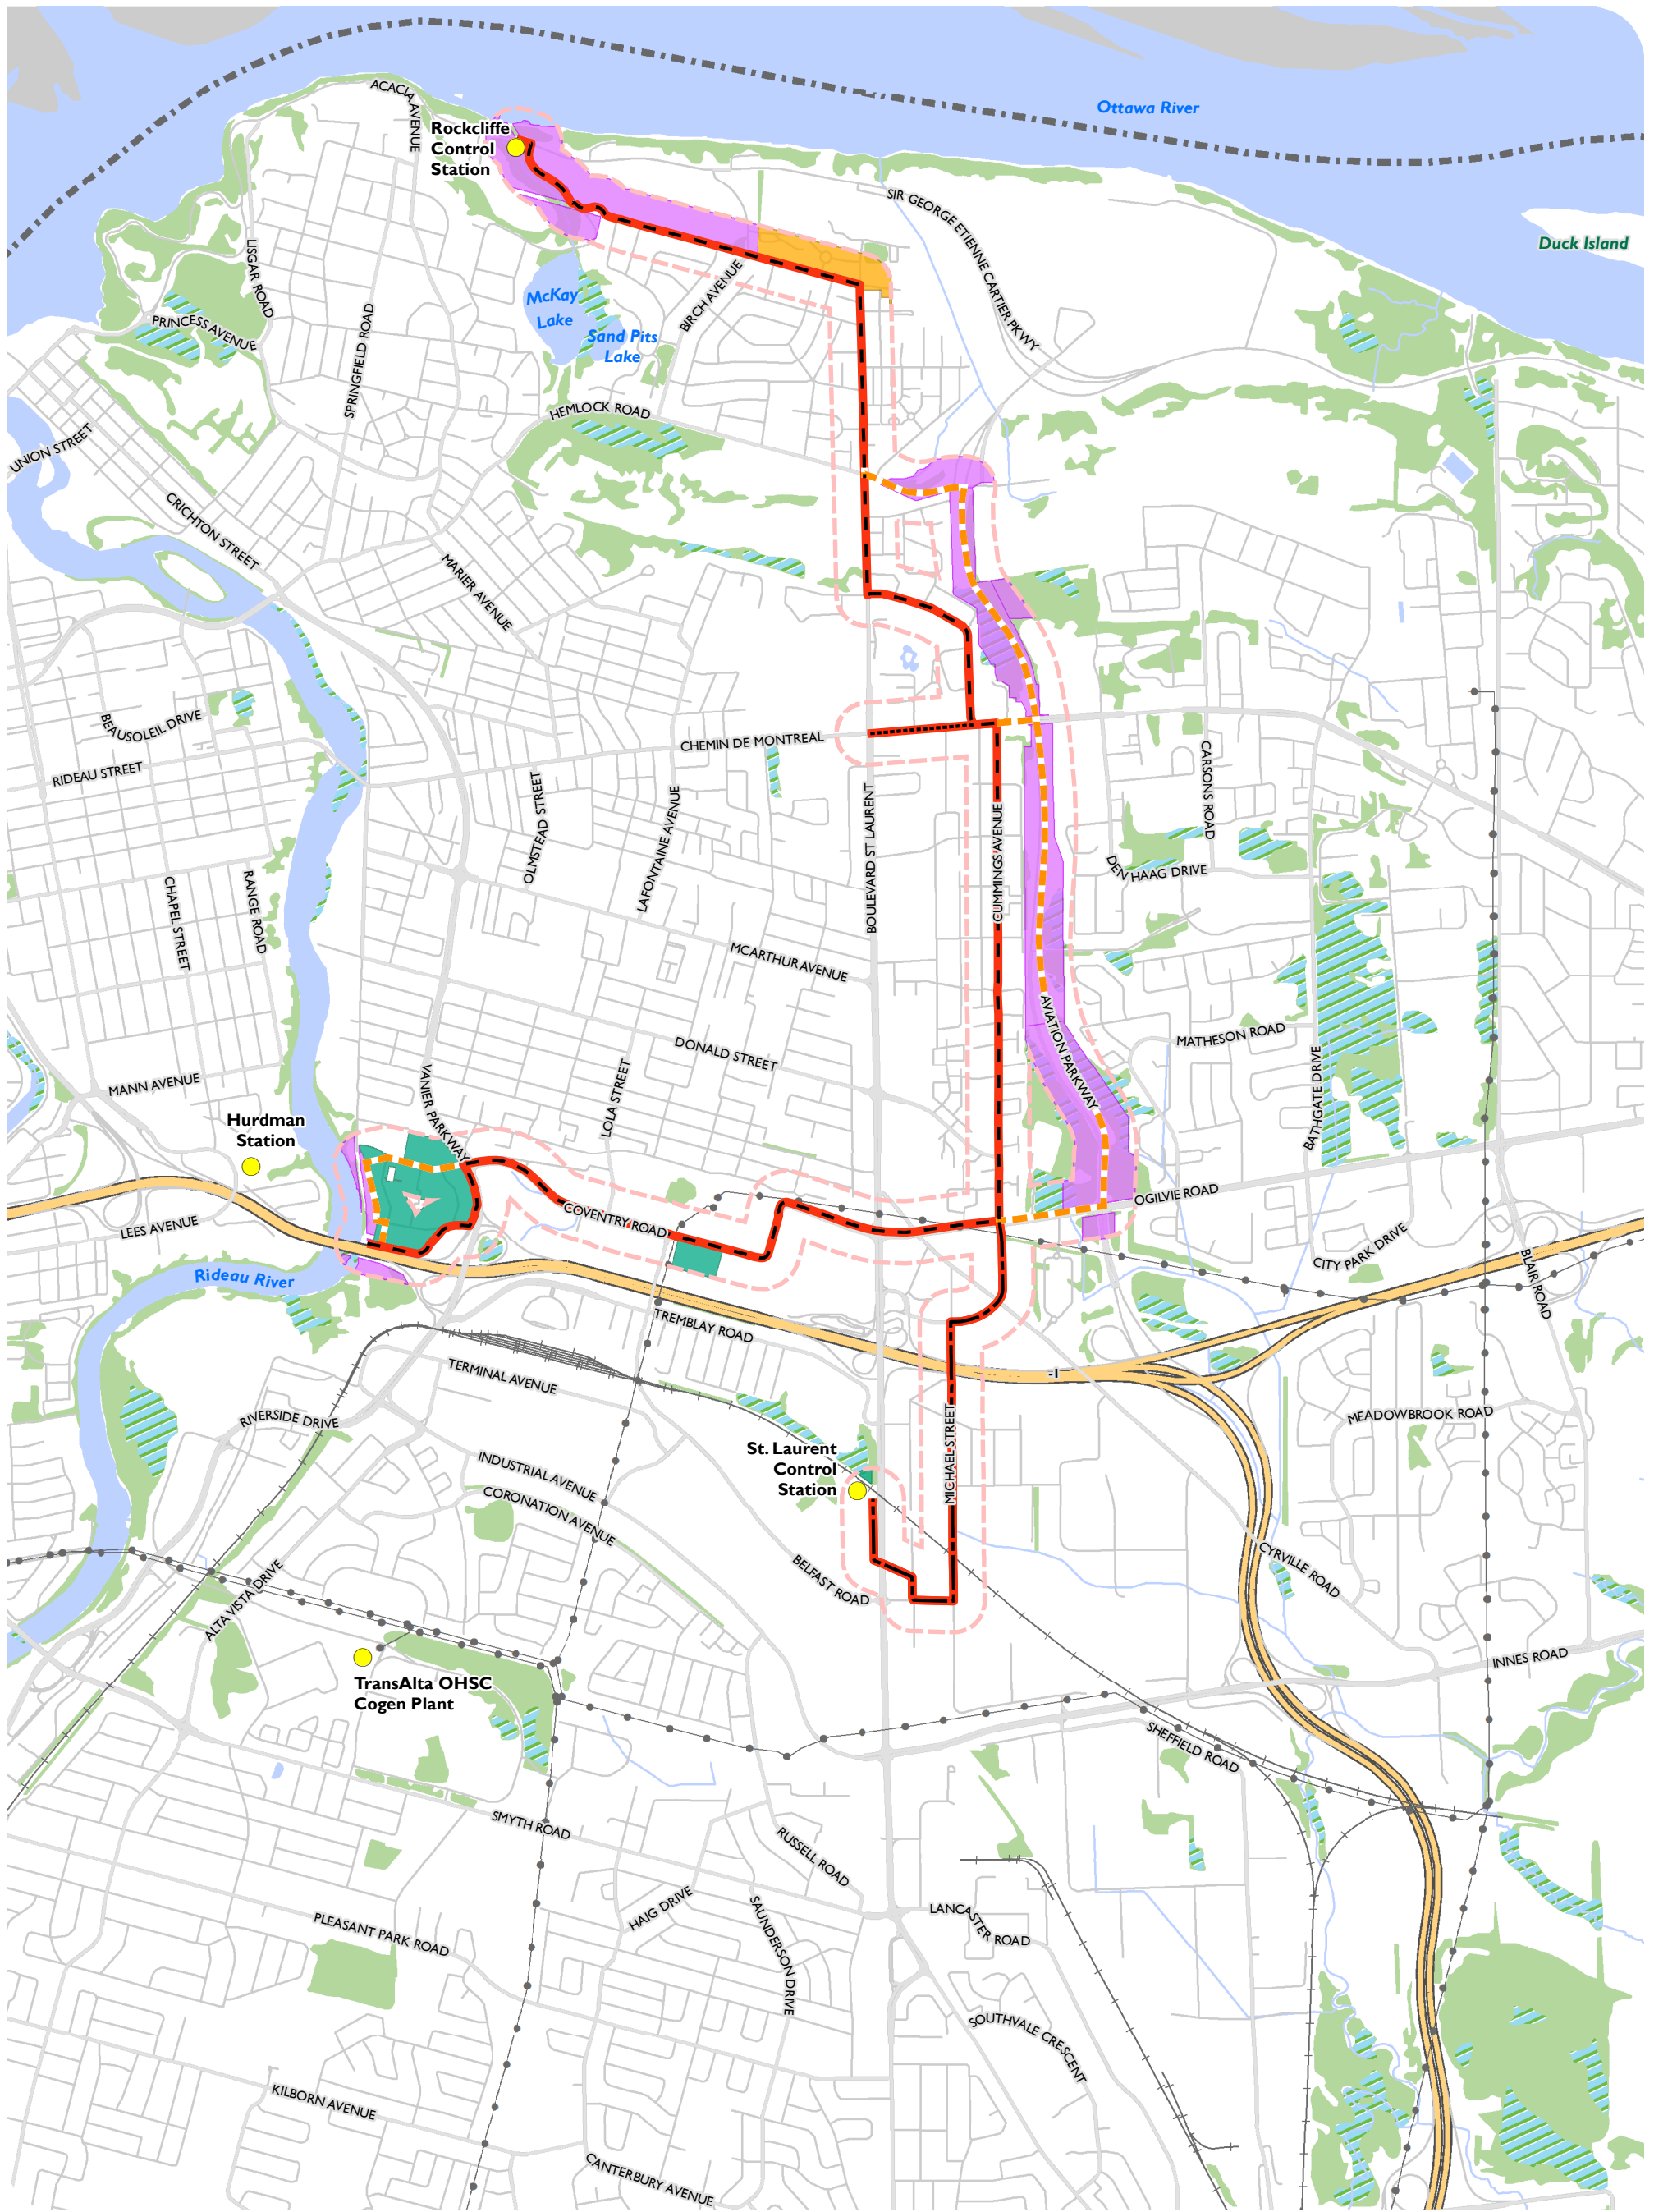 Ottawa River
ACACIA AVENUE
Rockcliffe
Control
Station
SIR GEORGE ETIENNE CARTIER PKWY
Duck Island
LISGAR ROAD
BIRCH AVENUE
McKay
Lake
Sand Pits
Lake
PRINCESS AVENUE
SPRINGFIELD ROAD
HEMLOCK ROAD
UNION STREET
CRICHTON STREET
MARIER AVENUE
BEAUSOLEIL DRIVE
CHEMIN DE MONTREAL
RIDEAU STREET
OLMSTEAD STREET
LAFONTAINE AVENUE
BOULEVARD ST LAURENT
CUMMINGS AVENUE
CARSONS ROAD
DEN HAAG DRIVE
CHAPEL STREET
RANGE ROAD
MCARTHUR AVENUE
AVIATION PARKWAY
MATHESON ROAD
DONALD STREET
MANN AVENUE
VANIER PARKWAY
LOLA STREET
BATHGATE DRIVE
Hurdman
Station
OGILVIE ROAD
LEES AVENUE
COVENTRY ROAD
CITY PARK DRIVE
BLAIR ROAD
Rideau River
TREMBLAY ROAD
-1
TERMINAL AVENUE
RIVERSIDE DRIVE
MEADOWBROOK ROAD
MICHAEL STREET
St. Laurent
Control
Station
INDUSTRIAL AVENUE
CORONATION AVENUE
BELFAST ROAD
CYRVILLE ROAD
ALTA VISTA DRIVE
INNES ROAD
TransAlta OHSC
Cogen Plant
SHEFFIELD ROAD
SMYTH ROAD
RUSSELL ROAD
HAIG DRIVE
SAUNDERSON DRIVE
LANCASTER ROAD
PLEASANT PARK ROAD
SOUTHVALE CRESCENT
KILBORN AVENUE
CANTERBURY AVENUE